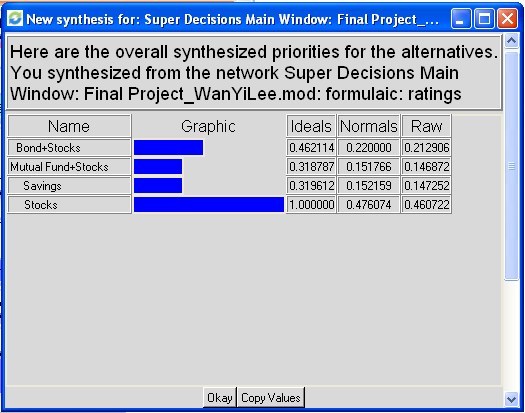 New synthesis for: Super Decisions Main Window: Final Project_...
Here are the overall synthesized priorities for the alternatives.
You synthesized from the network Super Decisions Main
Window: Final Project_WanYiLee.mod: formulaic: ratings
Name Graphic Ideals Normals Raw
Bond+Stocks 0.462114 0.220000 0.212906
Mutual Fund+Stocks 0.318787 0.151766 0.146872
Savings 0.319612 0.152159 0.147252
Stocks 1.000000 0.476074 0.460722
Okay Copy Values